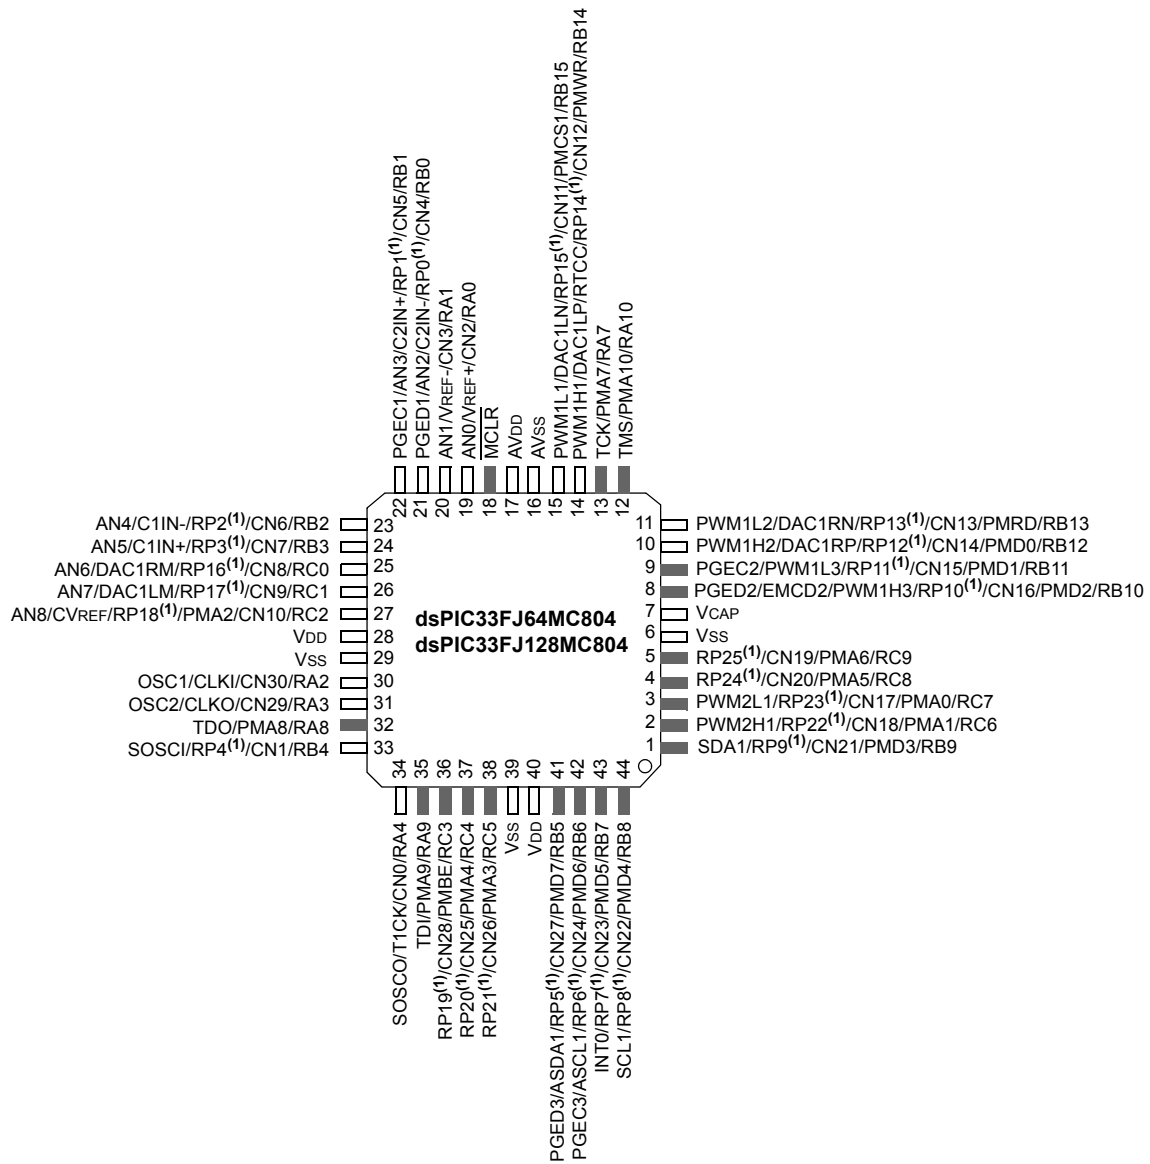 PGEC1/AN3/C2IN+/RP1(1)/CN5/RB1
PGED1/AN2/C2IN-/RP0(1)/CN4/RB0
AN1/VREF-/CN3/RA1
AN0/VREF+/CN2/RA0
MCLR
AVDD
AVSS
PWM1L1/DAC1LN/RP15(1)/CN11/PMCS1/RB15
PWM1H1/DAC1LP/RTCC/RP14(1)/CN12/PMWR/RB14
TCK/PMA7/RA7
TMS/PMA10/RA10
22 21 20 19 18 17 16 15 14 13 12
AN4/C1IN-/RP2(1)/CN6/RB2 23
AN5/C1IN+/RP3(1)/CN7/RB3 24
AN6/DAC1RM/RP16(1)/CN8/RC0 25
AN7/DAC1LM/RP17(1)/CN9/RC1 26
AN8/CVREF/RP18(1)/PMA2/CN10/RC2 27
VDD 28
VSS 29
OSC1/CLKI/CN30/RA2 30
OSC2/CLKO/CN29/RA3 31
TDO/PMA8/RA8 32
SOSCI/RP4(1)/CN1/RB4 33
dsPIC33FJ64MC804
dsPIC33FJ128MC804
11 PWM1L2/DAC1RN/RP13(1)/CN13/PMRD/RB13
10 PWM1H2/DAC1RP/RP12(1)/CN14/PMD0/RB12
9 PGEC2/PWM1L3/RP11(1)/CN15/PMD1/RB11
8 PGED2/EMCD2/PWM1H3/RP10(1)/CN16/PMD2/RB10
7 VCAP
6 VSS
5 RP25(1)/CN19/PMA6/RC9
4 RP24(1)/CN20/PMA5/RC8
3 PWM2L1/RP23(1)/CN17/PMA0/RC7
2 PWM2H1/RP22(1)/CN18/PMA1/RC6
1 SDA1/RP9(1)/CN21/PMD3/RB9
34 35 36 37 38 39 40 41 42 43 44
SOSCO/T1CK/CN0/RA4
TDI/PMA9/RA9
RP19(1)/CN28/PMBE/RC3
RP20(1)/CN25/PMA4/RC4
RP21(1)/CN26/PMA3/RC5
VSS
VDD
PGED3/ASDA1/RP5(1)/CN27/PMD7/RB5
PGEC3/ASCL1/RP6(1)/CN24/PMD6/RB6
INT0/RP7(1)/CN23/PMD5/RB7
SCL1/RP8(1)/CN22/PMD4/RB8